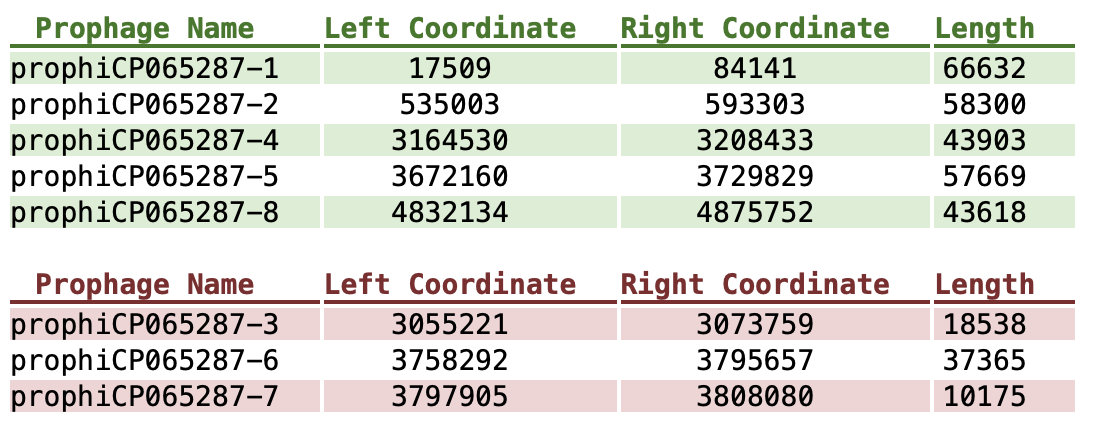 Prophage Name Left Coordinate Right Coordinate Length
prophiCP065287-1 17509 84141 66632
prophiCP065287-2 535003 593303 58300
prophiCP065287-4 3164530 3208433 43903
prophiCP065287-5 3672160 3729829 57669
prophiCP065287-8 4832134 4875752 43618
Prophage Name Left Coordinate Right Coordinate Length
prophiCP065287-3 3055221 3073759 18538
prophiCP065287-6 3758292 3795657 37365
prophiCP065287-7 3797905 3808080 10175